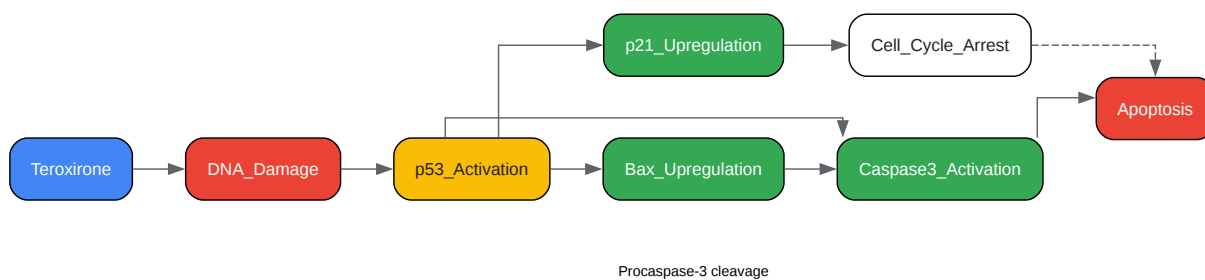 p21_Upregulation
Cell_Cycle_Arrest
Apoptosis
Teroxirone
DNA_Damage
p53_Activation
Bax_Upregulation
Caspase3_Activation
Procaspase-3 cleavage